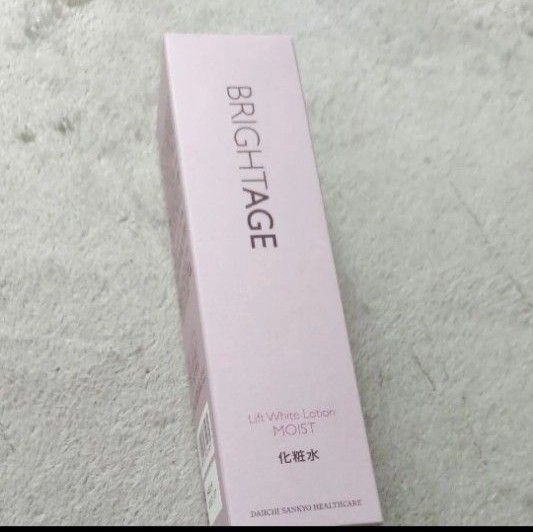 BRIGHTAGE
Lift White Lotion
MOIST
化粧水
DAIICHI SANKYO HEALTHCARE